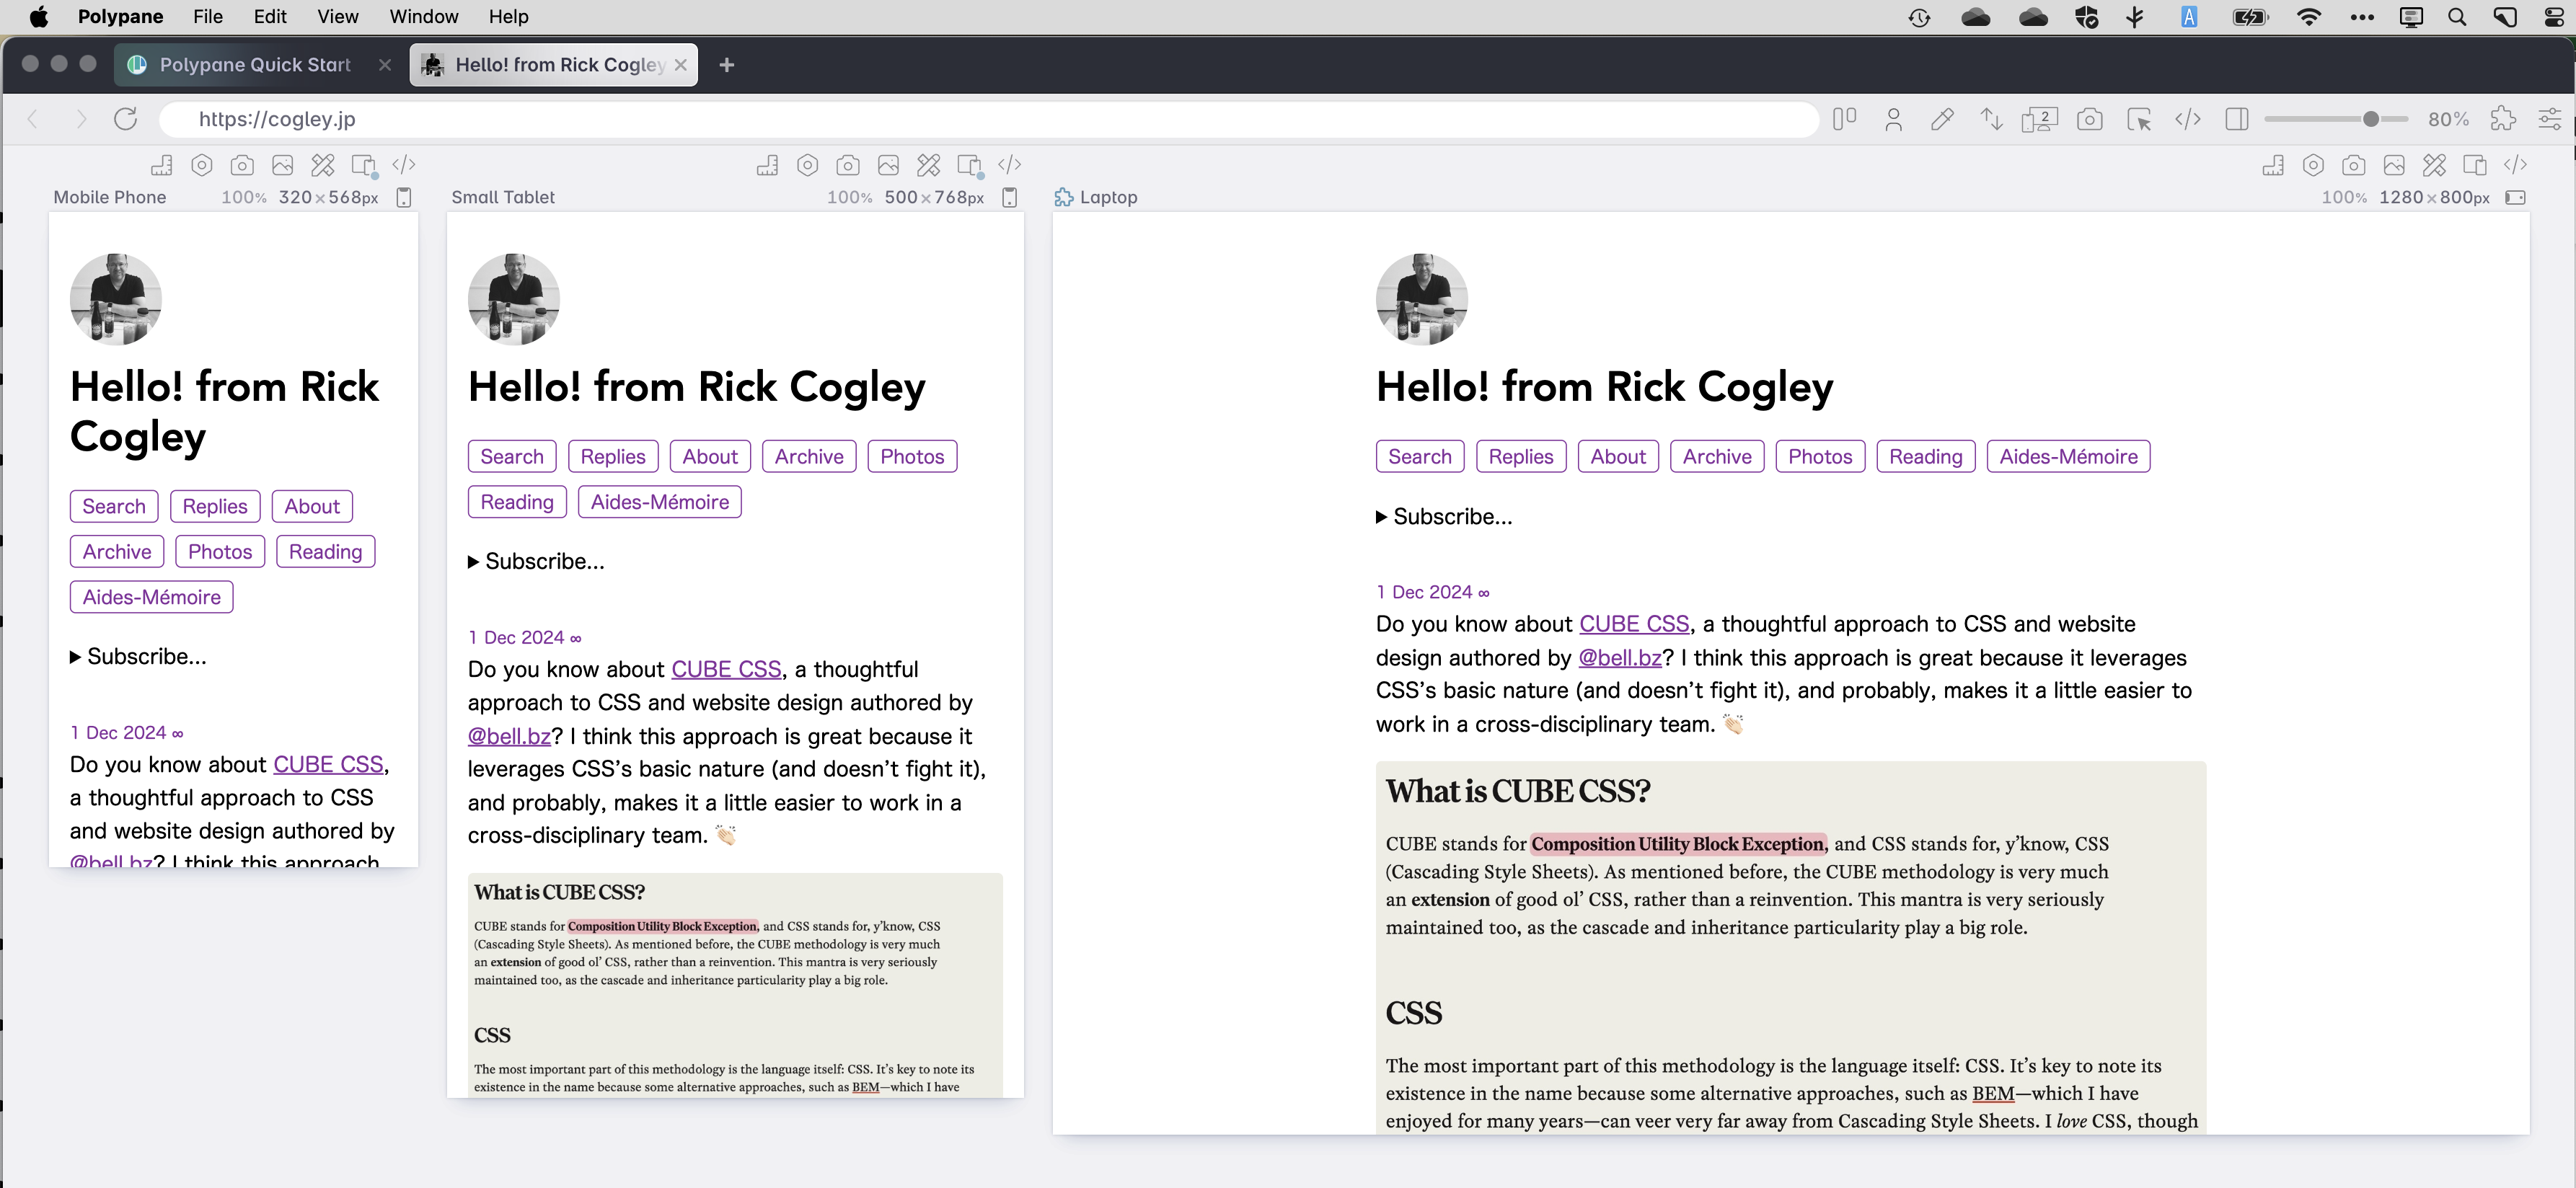 Polypane File Edit View Window Help A
Polypane Quick Start
Hello! from Rick Cogley
https://cogley.jp
2
80%
Mobile Phone 100% 320×568px
Hello! from Rick
Cogley
Search Replies About
Archive Photos Reading
Aides-Mémoire
▶ Subscribe...
1 Dec 2024 ∞
Do you know about CUBE CSS,
a thoughtful approach to CSS
and website design authored by
@bell.bz? I think this approach
Small Tablet 100% 500×768px
Hello! from Rick Cogley
Search Replies About Archive Photos
Reading Aides-Mémoire
▶ Subscribe...
1 Dec 2024 ∞
Do you know about CUBE CSS, a thoughtful
approach to CSS and website design authored by
@bell.bz? I think this approach is great because it
leverages CSS’s basic nature (and doesn’t fight it),
and probably, makes it a little easier to work in a
cross-disciplinary team. 👏🏻
What is CUBE CSS?
CUBE stands for Composition Utility Block Exception, and CSS stands for, y’know, CSS
(Cascading Style Sheets). As mentioned before, the CUBE methodology is very much
an extension of good ol’ CSS, rather than a reinvention. This mantra is very seriously
maintained too, as the cascade and inheritance particularity play a big role.
CSS
The most important part of this methodology is the language itself: CSS. It’s key to note its
existence in the name because some alternative approaches, such as BEM—which I have
Laptop 100% 1280×800px
Hello! from Rick Cogley
Search Replies About Archive Photos Reading Aides-Mémoire
▶ Subscribe...
1 Dec 2024 ∞
Do you know about CUBE CSS, a thoughtful approach to CSS and website
design authored by @bell.bz? I think this approach is great because it leverages
CSS’s basic nature (and doesn’t fight it), and probably, makes it a little easier to
work in a cross-disciplinary team. 👏🏻
What is CUBE CSS?
CUBE stands for Composition Utility Block Exception, and CSS stands for, y’know, CSS
(Cascading Style Sheets). As mentioned before, the CUBE methodology is very much
an extension of good ol’ CSS, rather than a reinvention. This mantra is very seriously
maintained too, as the cascade and inheritance particularity play a big role.
CSS
The most important part of this methodology is the language itself: CSS. It’s key to note its
existence in the name because some alternative approaches, such as BEM—which I have
enjoyed for many years—can veer very far away from Cascading Style Sheets. I love CSS, though